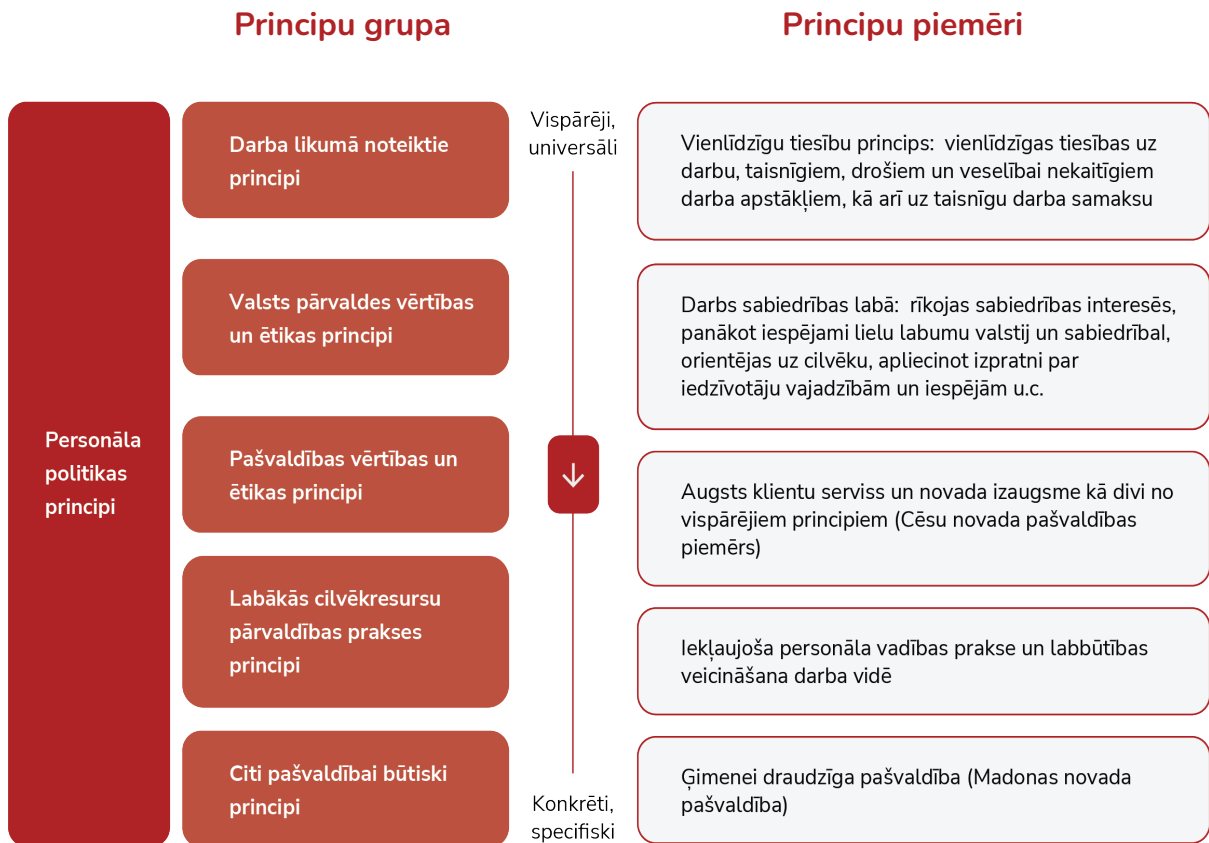 Principu grupa
Principu piemēri
Personāla
politikas
principi
Darba likumā noteiktie
principi
Valsts pārvaldes vērtības
un ētikas principi
Pašvaldības vērtības un
ētikas principi
Labākās cilvēkresursu
pārvaldības prakses
principi
Citi pašvaldībai būtiski
principi
Vispārēji,
universāli
Konkrēti,
specifiski
Vienlīdzīgu tiesību princips:  vienlīdzīgas tiesības uz
darbu, taisnīgiem, drošiem un veselībai nekaitīgiem
darba apstākļiem, kā arī uz taisnīgu darba samaksu
Darbs sabiedrības labā:  rīkojas sabiedrības interesēs,
panākot iespējami lielu labumu valstij un sabiedrībaI,
orientējas uz cilvēku, apliecinot izpratni par
iedzīvotāju vajadzībām un iespējām u.c.
Augsts klientu serviss un novada izaugsme kā divi no
vispārējiem principiem (Cēsu novada pašvaldības
piemērs)
Iekļaujoša personāla vadības prakse un labbūtības
veicināšana darba vidē
Ģimenei draudzīga pašvaldība (Madonas novada
pašvaldība)